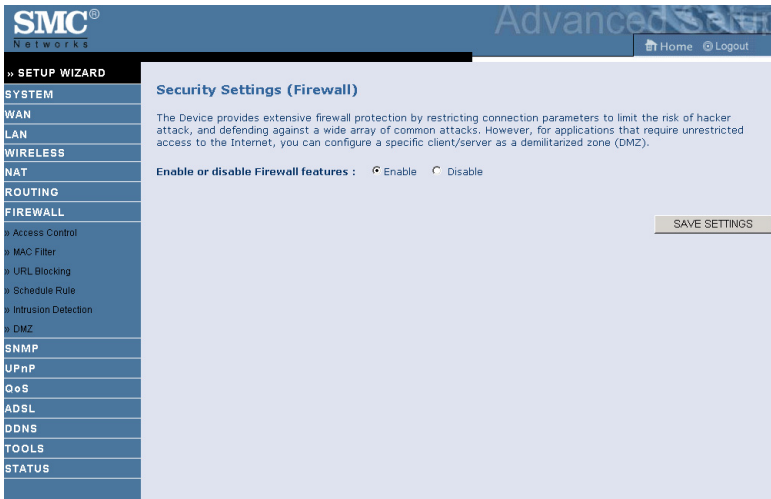 SMC®
Networks
Advanced Setup
Home Logout
» SETUP WIZARD
SYSTEM
WAN
LAN
WIRELESS
NAT
ROUTING
FIREWALL
» Access Control
» MAC Filter
» URL Blocking
» Schedule Rule
» Intrusion Detection
» DMZ
SNMP
UPnP
QoS
ADSL
DDNS
TOOLS
STATUS
Security Settings (Firewall)
The Device provides extensive firewall protection by restricting connection parameters to limit the risk of hacker
attack, and defending against a wide array of common attacks. However, for applications that require unrestricted
access to the Internet, you can configure a specific client/server as a demilitarized zone (DMZ).
Enable or disable Firewall features : Enable Disable
SAVE SETTINGS